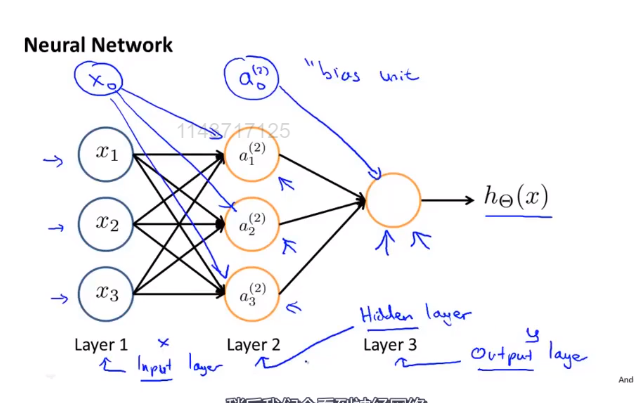 Neural Network
x₀
a₀⁽²⁾
"bias unit
1148717125
x₁
a₁⁽²⁾
x₂
a₂⁽²⁾
h_Θ(x)
x₃
a₃⁽²⁾
Hidden layer
Layer 1
x
Layer 2
Layer 3
y
Input layer
Output layer
And